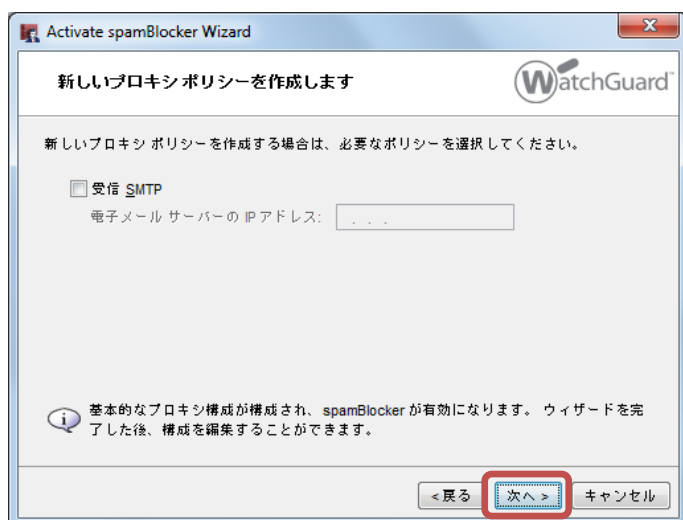 Activate spamBlocker Wizard
新しいプロキシ ポリシーを作成します
WatchGuard
新しいプロキシ ポリシーを作成する場合は、必要なポリシーを選択してください。
受信 SMTP
電子メール サーバーの IP アドレス: . . .
基本的なプロキシ構成が構成され、 spamBlocker が有効になります。 ウィザードを完
了した後、構成を編集することができます。
<戻る 次へ > キャンセル